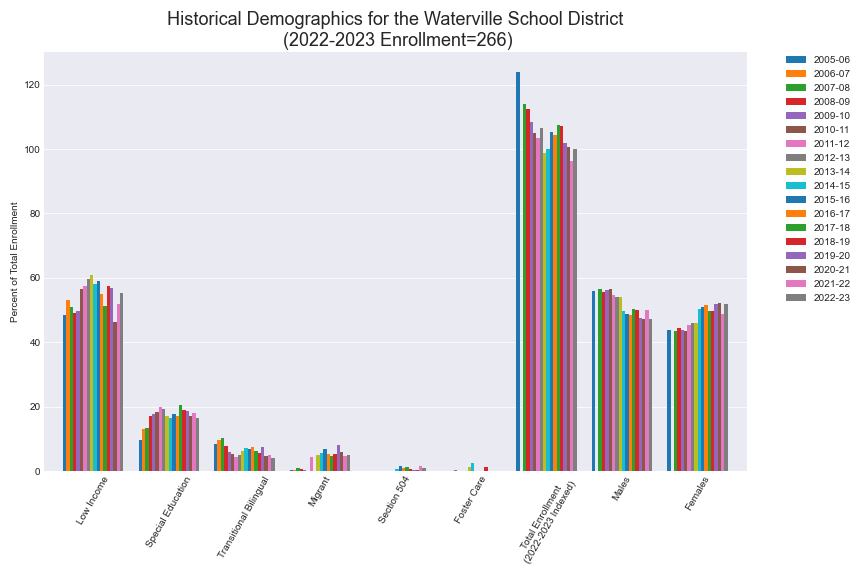 Historical Demographics for the Waterville School District
(2022-2023 Enrollment=266)
Percent of Total Enrollment
120
100
80
60
40
20
0
Low Income
Special Education
Transitional Bilingual
Migrant
Section 504
Foster Care
Total Enrollment
(2022-2023 Indexed)
Males
Females
2005-06
2006-07
2007-08
2008-09
2009-10
2010-11
2011-12
2012-13
2013-14
2014-15
2015-16
2016-17
2017-18
2018-19
2019-20
2020-21
2021-22
2022-23